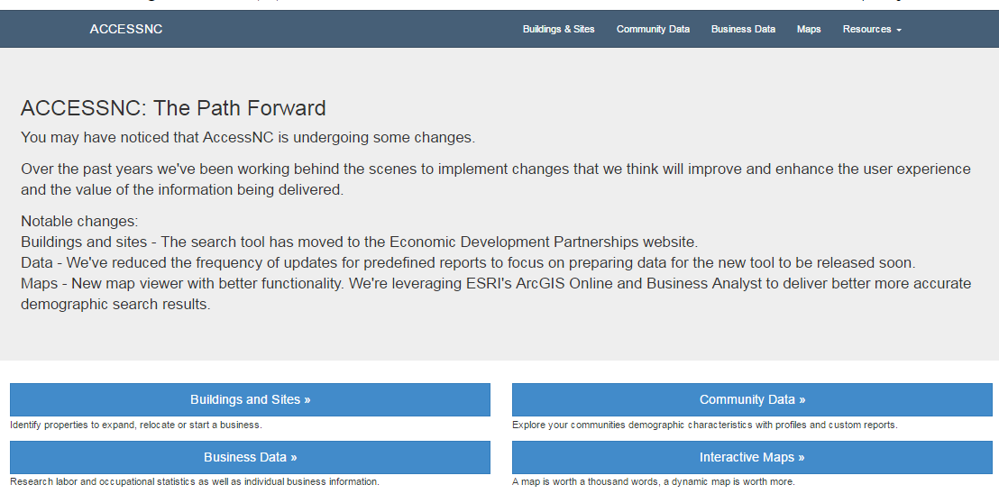 ACCESSNC
Buildings & Sites Community Data Business Data Maps Resources
ACCESSNC: The Path Forward
You may have noticed that AccessNC is undergoing some changes.
Over the past years we've been working behind the scenes to implement changes that we think will improve and enhance the user experience
and the value of the information being delivered.
Notable changes:
Buildings and sites - The search tool has moved to the Economic Development Partnerships website.
Data - We've reduced the frequency of updates for predefined reports to focus on preparing data for the new tool to be released soon.
Maps - New map viewer with better functionality. We're leveraging ESRI's ArcGIS Online and Business Analyst to deliver better more accurate
demographic search results.
Buildings and Sites »
Identify properties to expand, relocate or start a business.
Community Data »
Explore your communities demographic characteristics with profiles and custom reports.
Business Data »
Research labor and occupational statistics as well as individual business information.
Interactive Maps »
A map is worth a thousand words, a dynamic map is worth more.